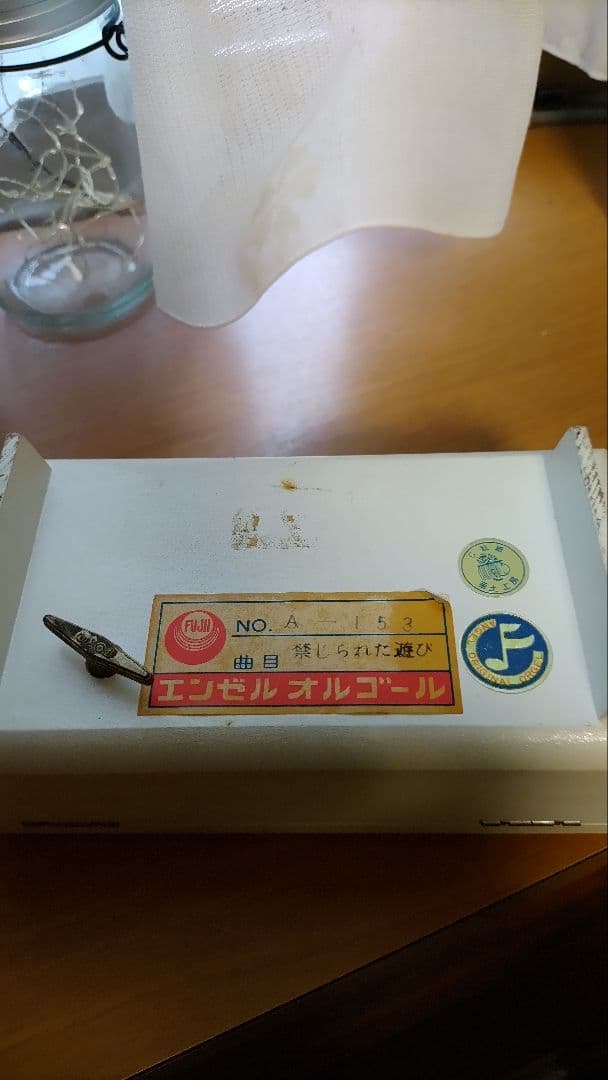 FUJII
NO. A-153
曲目 禁じられた遊び
エンゼル オルゴール
ORIGINAL